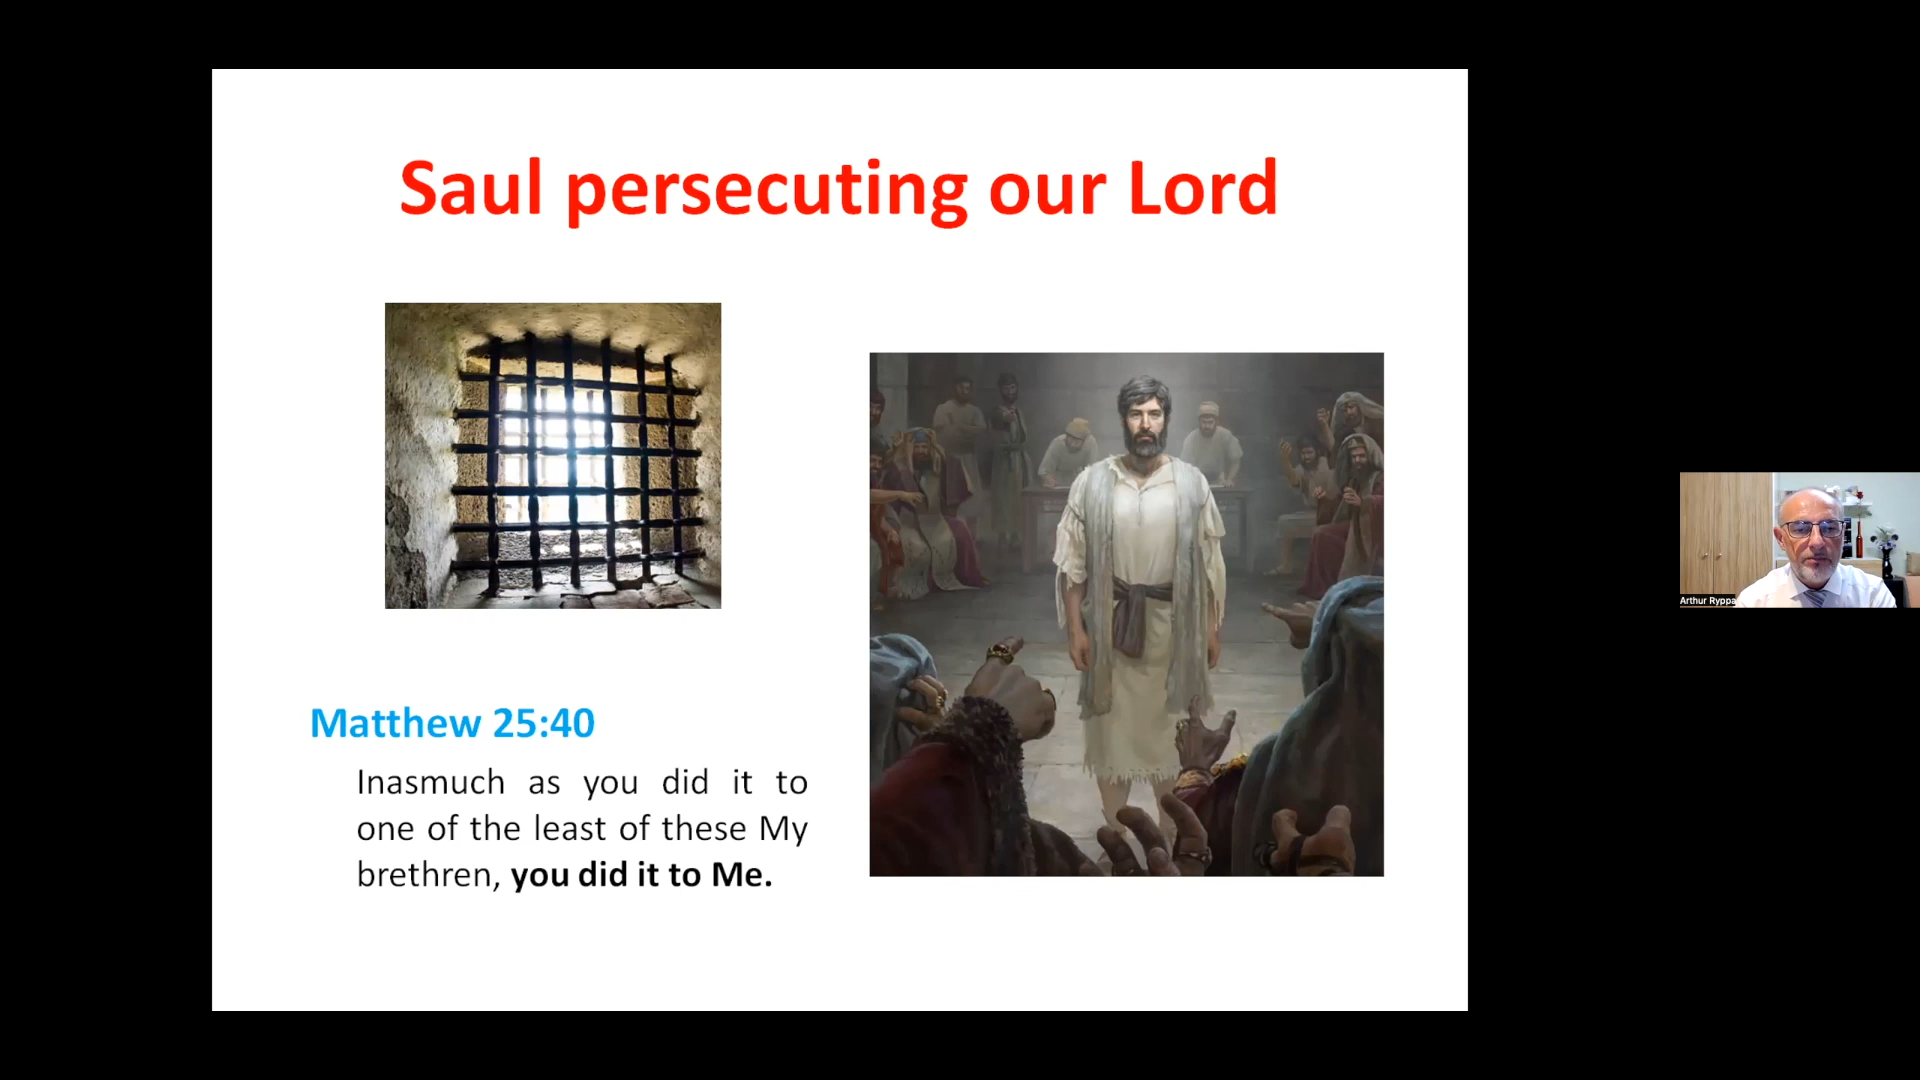 Saul persecuting our Lord
Matthew 25:40
Inasmuch as you did it to
one of the least of these My
brethren, you did it to Me.
Arthur Ryppa